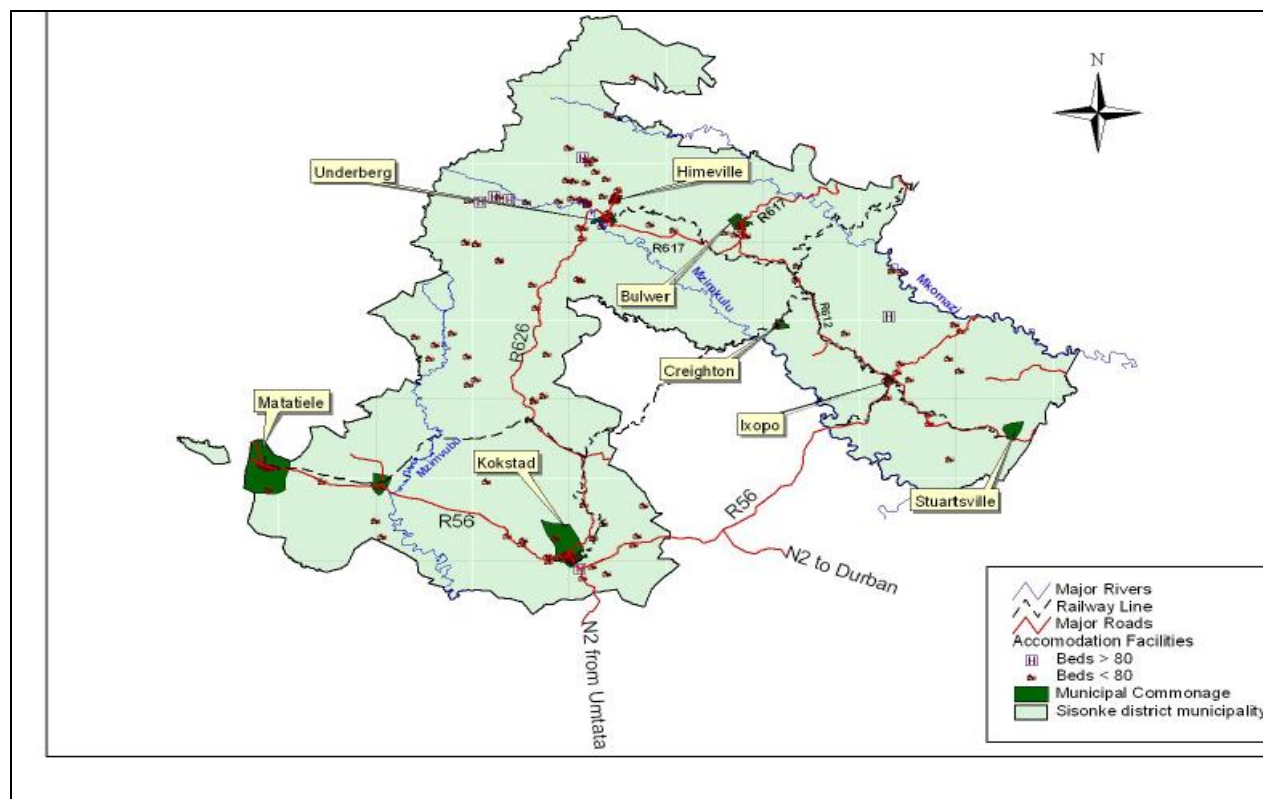 N
Underberg
Himeville
R617
R617
Bulwer
Mzimkulu
Mkomazi
R612
R626
Creighton
Matatiele
Ixopo
Mzimvubu
Kokstad
Stuartsville
R56
R56
N2 to Durban
N2 from Umtata
Major Rivers
Railway Line
Major Roads
Accomodation Facilities
H Beds > 80
Beds < 80
Municipal Commonage
Sisonke district municipality
H
H
H
H
H
H